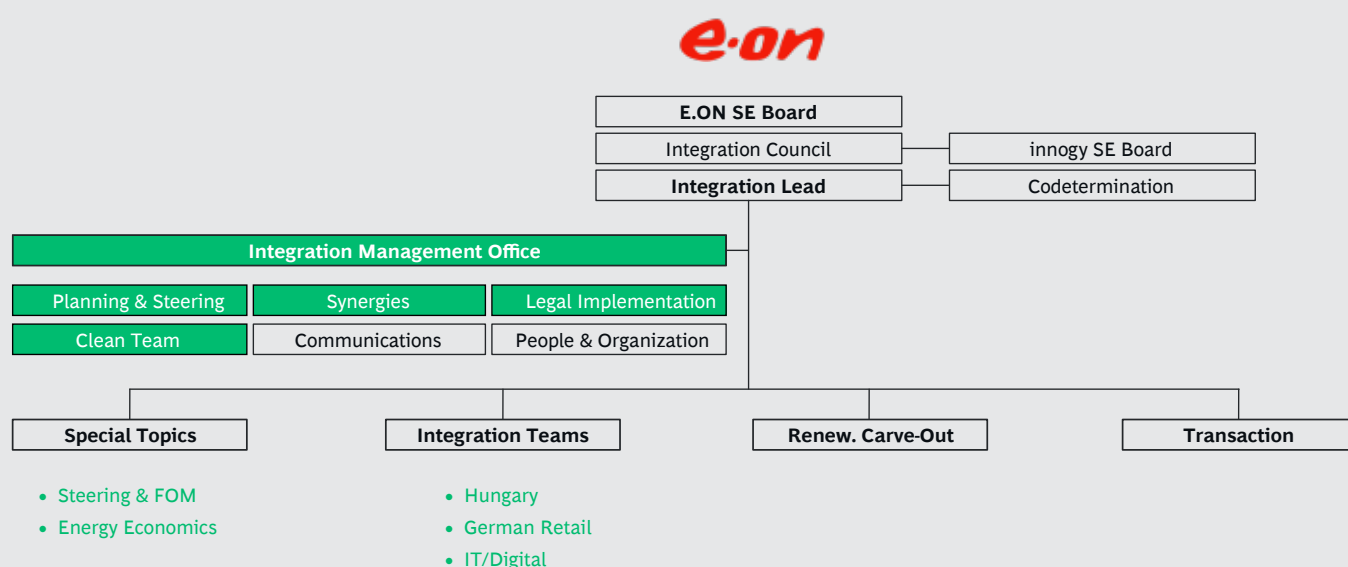 e·on
E.ON SE Board
Integration Council
innogy SE Board
Integration Lead
Codetermination
Integration Management Office
Planning & Steering
Synergies
Legal Implementation
Clean Team
Communications
People & Organization
Special Topics
Integration Teams
Renew. Carve-Out
Transaction
• Steering & FOM
• Energy Economics
• Hungary
• German Retail
• IT/Digital